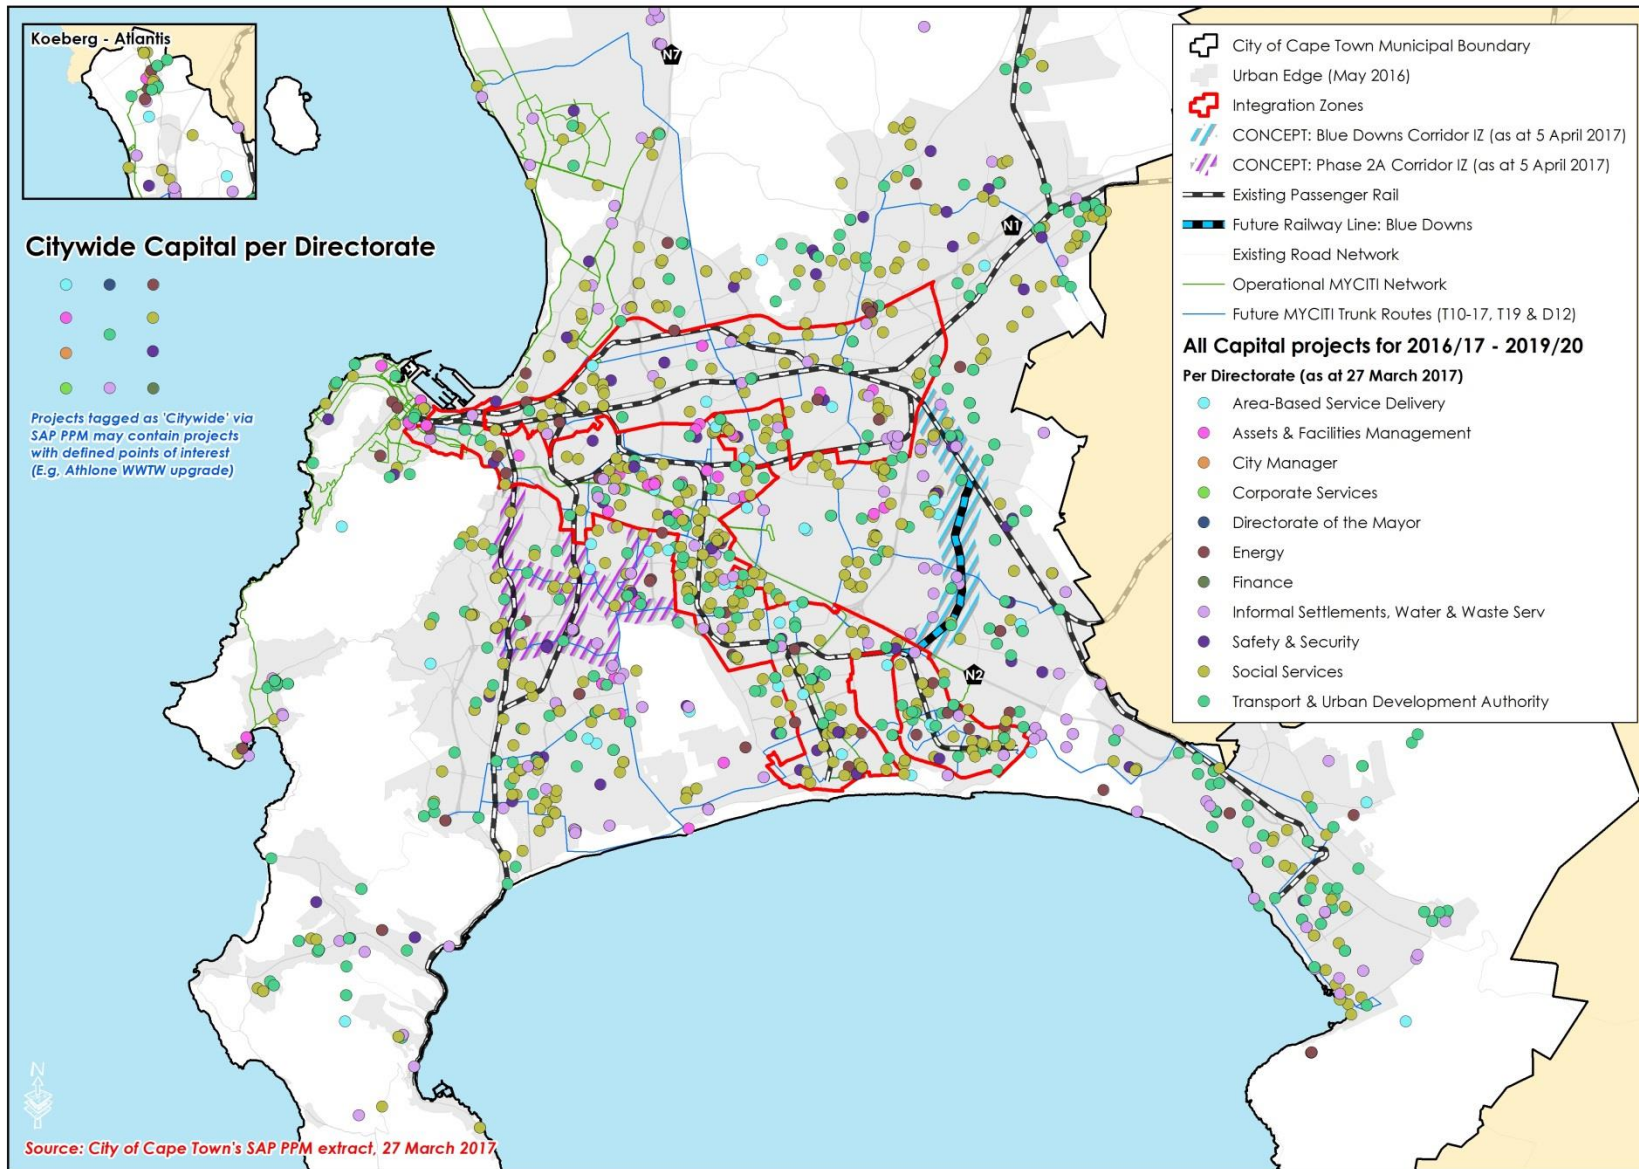 Koeberg - Atlantis
Citywide Capital per Directorate
Projects tagged as 'Citywide' via
SAP PPM may contain projects
with defined points of interest
(E.g, Athlone WWTW upgrade)
N7
N1
N2
N
City of Cape Town Municipal Boundary
Urban Edge (May 2016)
Integration Zones
CONCEPT: Blue Downs Corridor IZ (as at 5 April 2017)
CONCEPT: Phase 2A Corridor IZ (as at 5 April 2017)
Existing Passenger Rail
Future Railway Line: Blue Downs
Existing Road Network
Operational MYCITI Network
Future MYCITI Trunk Routes (T10-17, T19 & D12)
All Capital projects for 2016/17 - 2019/20
Per Directorate (as at 27 March 2017)
Area-Based Service Delivery
Assets & Facilities Management
City Manager
Corporate Services
Directorate of the Mayor
Energy
Finance
Informal Settlements, Water & Waste Serv
Safety & Security
Social Services
Transport & Urban Development Authority
Source: City of Cape Town's SAP PPM extract, 27 March 2017